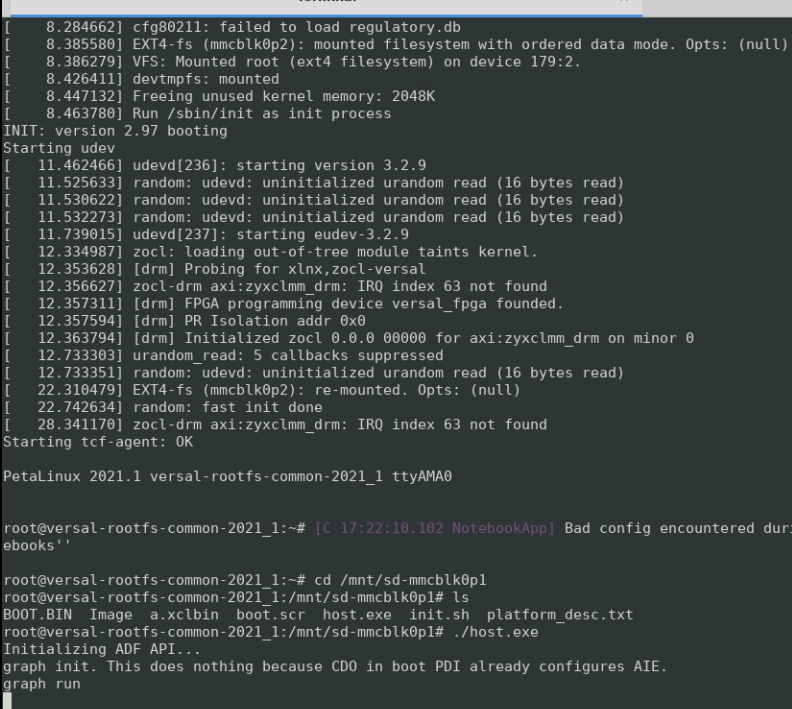 [    8.284662] cfg80211: failed to load regulatory.db
[    8.385580] EXT4-fs (mmcblk0p2): mounted filesystem with ordered data mode. Opts: (null)
[    8.386279] VFS: Mounted root (ext4 filesystem) on device 179:2.
[    8.426411] devtmpfs: mounted
[    8.447132] Freeing unused kernel memory: 2048K
[    8.463780] Run /sbin/init as init process
INIT: version 2.97 booting
Starting udev
[   11.462466] udevd[236]: starting version 3.2.9
[   11.525633] random: udevd: uninitialized urandom read (16 bytes read)
[   11.530622] random: udevd: uninitialized urandom read (16 bytes read)
[   11.532273] random: udevd: uninitialized urandom read (16 bytes read)
[   11.739015] udevd[237]: starting eudev-3.2.9
[   12.334987] zocl: loading out-of-tree module taints kernel.
[   12.353628] [drm] Probing for xlnx,zocl-versal
[   12.356627] zocl-drm axi:zyxclmm_drm: IRQ index 63 not found
[   12.357311] [drm] FPGA programming device versal_fpga founded.
[   12.357594] [drm] PR Isolation addr 0x0
[   12.363794] [drm] Initialized zocl 0.0.0 00000 for axi:zyxclmm_drm on minor 0
[   12.733303] urandom_read: 5 callbacks suppressed
[   12.733351] random: udevd: uninitialized urandom read (16 bytes read)
[   22.310479] EXT4-fs (mmcblk0p2): re-mounted. Opts: (null)
[   22.742634] random: fast init done
[   28.341170] zocl-drm axi:zyxclmm_drm: IRQ index 63 not found
Starting tcf-agent: OK
PetaLinux 2021.1 versal-rootfs-common-2021_1 ttyAMA0
root@versal-rootfs-common-2021_1:~# [C 17:22:10.102 NotebookApp] Bad config encountered duri
ebooks''
root@versal-rootfs-common-2021_1:~# cd /mnt/sd-mmcblk0p1
root@versal-rootfs-common-2021_1:/mnt/sd-mmcblk0p1# ls
BOOT.BIN  Image  a.xclbin  boot.scr  host.exe  init.sh  platform_desc.txt
root@versal-rootfs-common-2021_1:/mnt/sd-mmcblk0p1# ./host.exe
Initializing ADF API...
graph init. This does nothing because CDO in boot PDI already configures AIE.
graph run